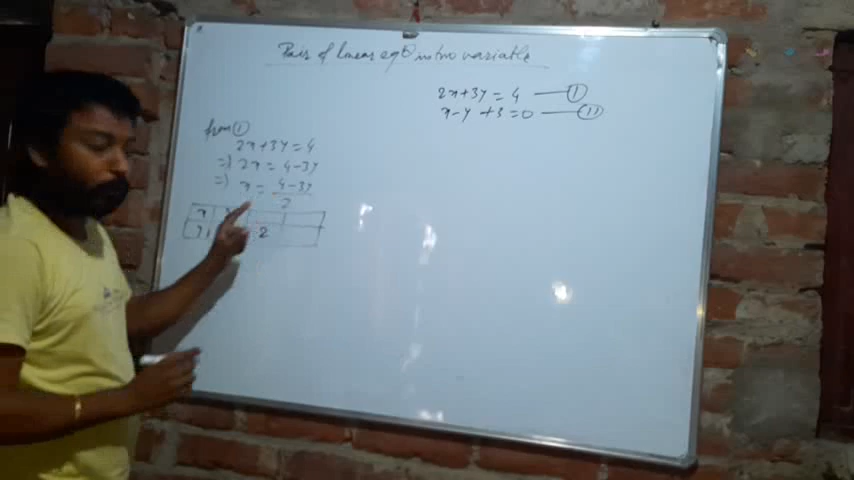 Pair of linear eqn in two variable
2x+3y = 4 — (I)
x-y +3=0 — (II)
from (I)
2x+3y=4
=> 2x = 4-3y
=> x = 4-3y / 2
x
y 2